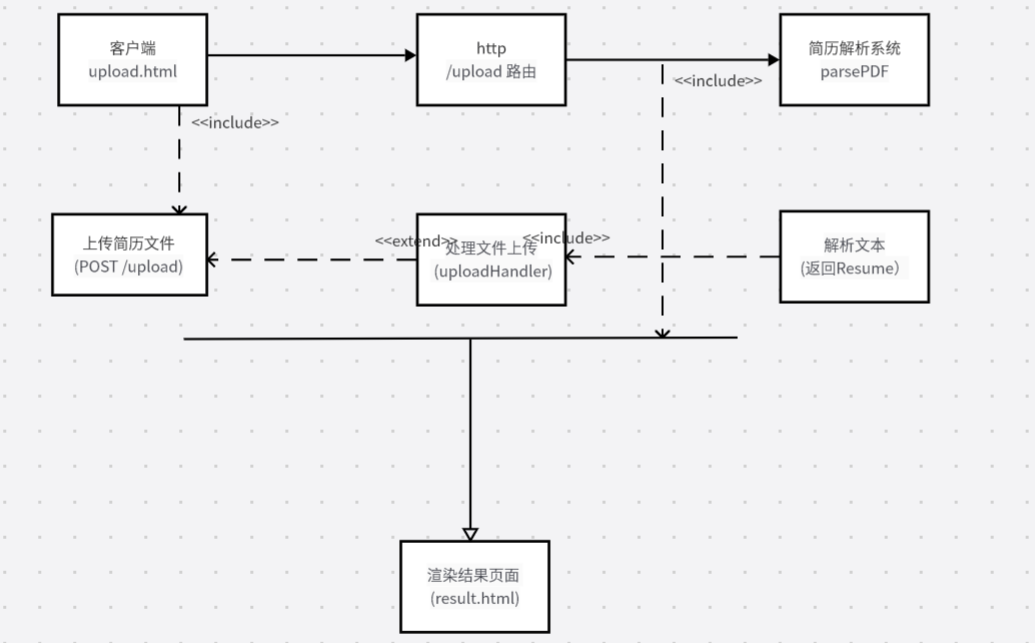 客户端
upload.html
http
/upload 路由
简历解析系统
parsePDF
<<include>>
<<include>>
上传简历文件
(POST /upload)
<<extend>>
处理文件上传
(uploadHandler)
<<include>>
解析文本
(返回Resume）
渲染结果页面
(result.html)